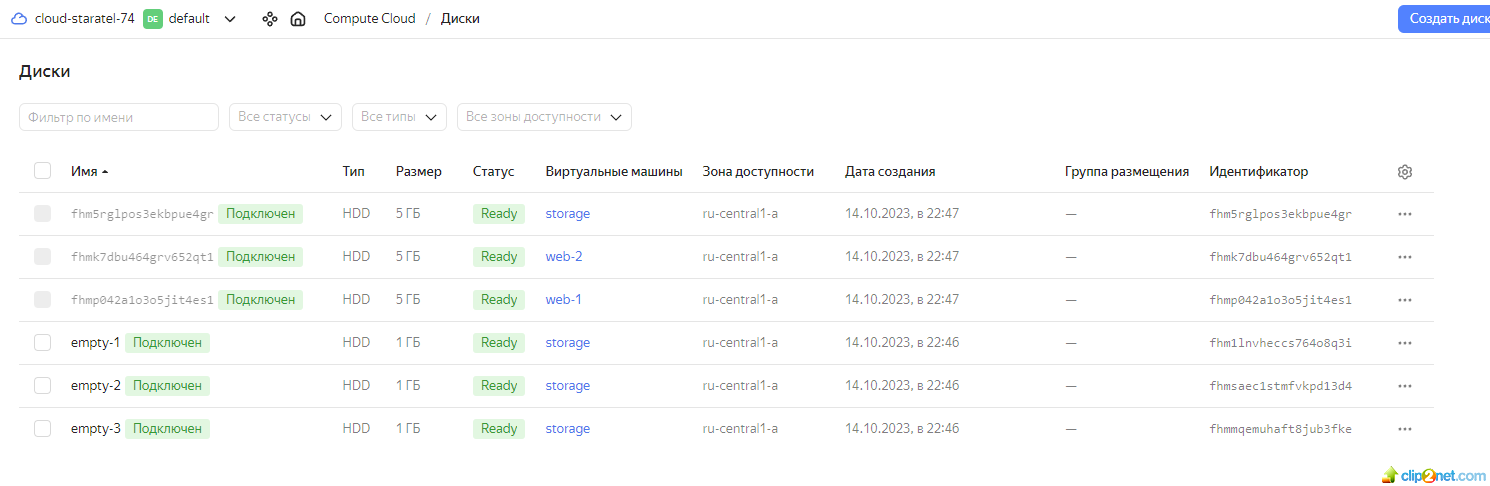 cloud-staratel-74 DE default Compute Cloud / Диски Создать диск
Диски
Фильтр по имени Все статусы Все типы Все зоны доступности
Имя Тип Размер Статус Виртуальные машины Зона доступности Дата создания Группа размещения Идентификатор
fhm5rglpos3ekbpue4gr Подключен HDD 5 ГБ Ready storage ru-central1-a 14.10.2023, в 22:47 — fhm5rglpos3ekbpue4gr
fhmk7dbu464grv652qt1 Подключен HDD 5 ГБ Ready web-2 ru-central1-a 14.10.2023, в 22:47 — fhmk7dbu464grv652qt1
fhmp042a1o3o5jit4es1 Подключен HDD 5 ГБ Ready web-1 ru-central1-a 14.10.2023, в 22:47 — fhmp042a1o3o5jit4es1
empty-1 Подключен HDD 1 ГБ Ready storage ru-central1-a 14.10.2023, в 22:46 — fhm1lnvheccs764o8q3i
empty-2 Подключен HDD 1 ГБ Ready storage ru-central1-a 14.10.2023, в 22:46 — fhmsaec1stmfvkpd13d4
empty-3 Подключен HDD 1 ГБ Ready storage ru-central1-a 14.10.2023, в 22:46 — fhmmqemuhaft8jub3fke
clip2net.com